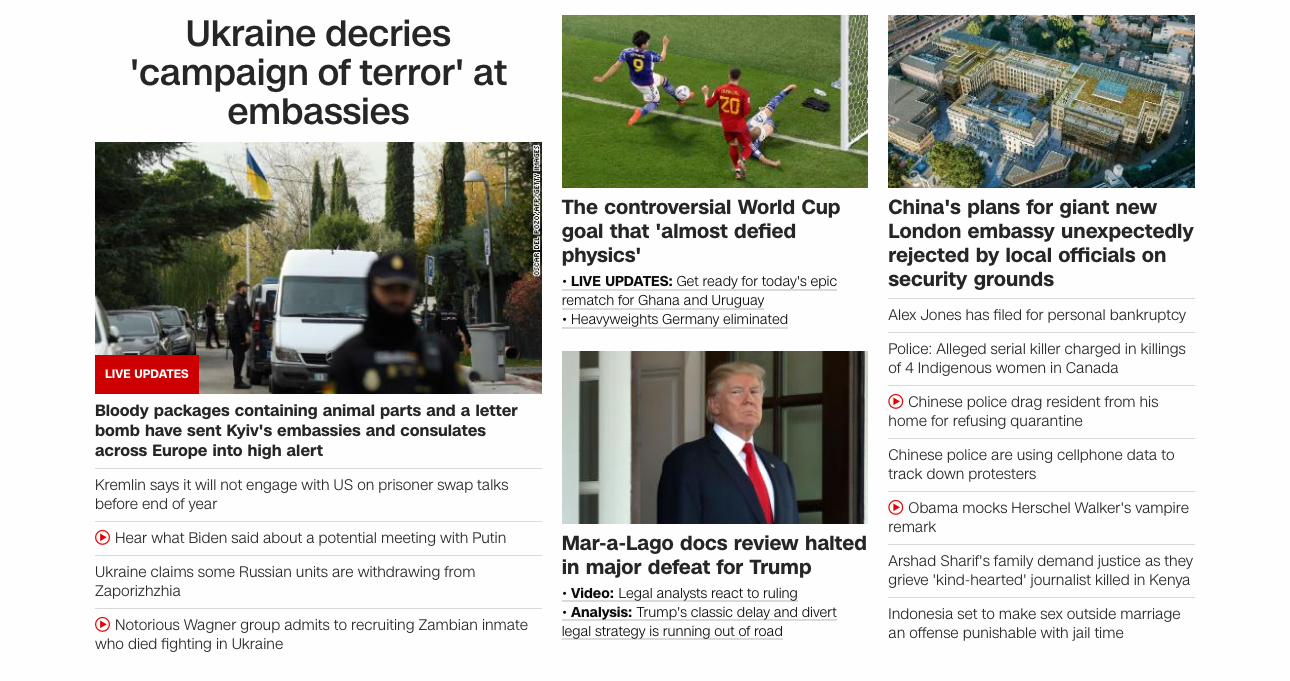 Ukraine decries
'campaign of terror' at
embassies
OSCAR DEL POZO/AFP/GETTY IMAGES
LIVE UPDATES
Bloody packages containing animal parts and a letter
bomb have sent Kyiv's embassies and consulates
across Europe into high alert
Kremlin says it will not engage with US on prisoner swap talks
before end of year
Hear what Biden said about a potential meeting with Putin
Ukraine claims some Russian units are withdrawing from
Zaporizhzhia
Notorious Wagner group admits to recruiting Zambian inmate
who died fighting in Ukraine
9
20
The controversial World Cup
goal that 'almost defied
physics'
• LIVE UPDATES: Get ready for today's epic
rematch for Ghana and Uruguay
• Heavyweights Germany eliminated
Mar-a-Lago docs review halted
in major defeat for Trump
• Video: Legal analysts react to ruling
• Analysis: Trump's classic delay and divert
legal strategy is running out of road
China's plans for giant new
London embassy unexpectedly
rejected by local officials on
security grounds
Alex Jones has filed for personal bankruptcy
Police: Alleged serial killer charged in killings
of 4 Indigenous women in Canada
Chinese police drag resident from his
home for refusing quarantine
Chinese police are using cellphone data to
track down protesters
Obama mocks Herschel Walker's vampire
remark
Arshad Sharif's family demand justice as they
grieve 'kind-hearted' journalist killed in Kenya
Indonesia set to make sex outside marriage
an offense punishable with jail time